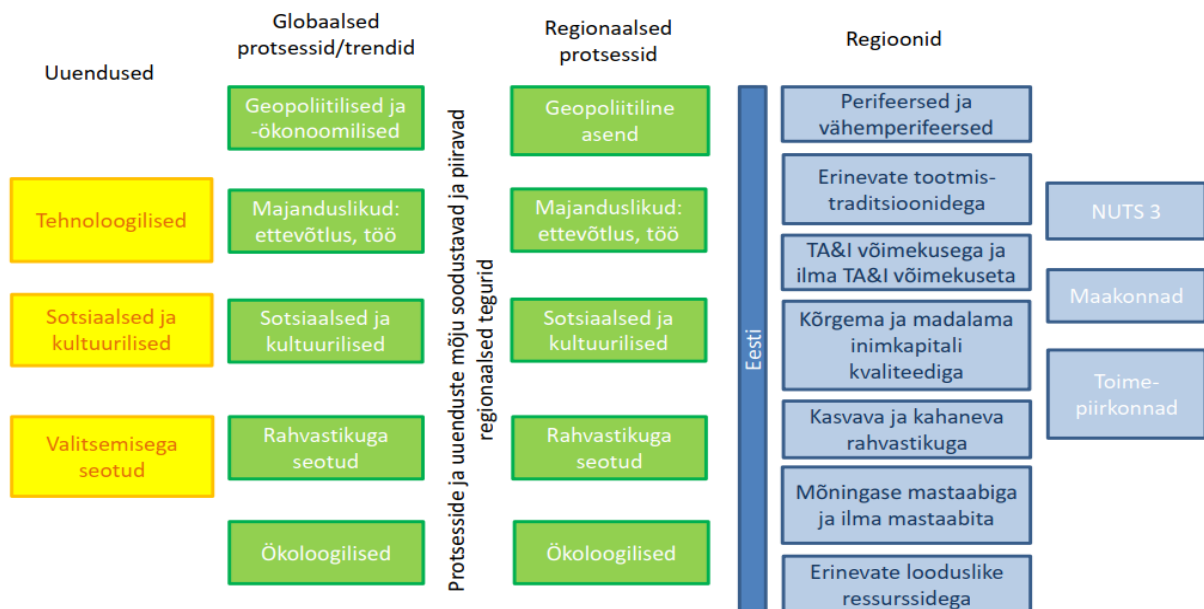 Uuendused
Globaalsed
protsessid/trendid
Regionaalsed
protsessid
Regioonid
Tehnoloogilised
Sotsiaalsed ja
kultuurilised
Valitsemisega
seotud
Geopoliitilised ja
-ökonoomilised
Majanduslikud:
ettevõtlus, töö
Sotsiaalsed ja
kultuurilised
Rahvastikuga
seotud
Ökoloogilised
Protsesside ja uuenduste mõju soodustavad ja piiravad
regionaalsed tegurid
Geopoliitiline
asend
Majanduslikud:
ettevõtlus, töö
Sotsiaalsed ja
kultuurilised
Rahvastikuga
seotud
Ökoloogilised
Eesti
Perifeersed ja
vähemperifeersed
Erinevate tootmis-
traditsioonidega
TA&I võimekusega ja
ilma TA&I võimekuseta
Kõrgema ja madalama
inimkapitali
kvaliteediga
Kasvava ja kahaneva
rahvastikuga
Mõningase mastaabiga
ja ilma mastaabita
Erinevate looduslike
ressurssidega
NUTS 3
Maakonnad
Toime-
piirkonnad